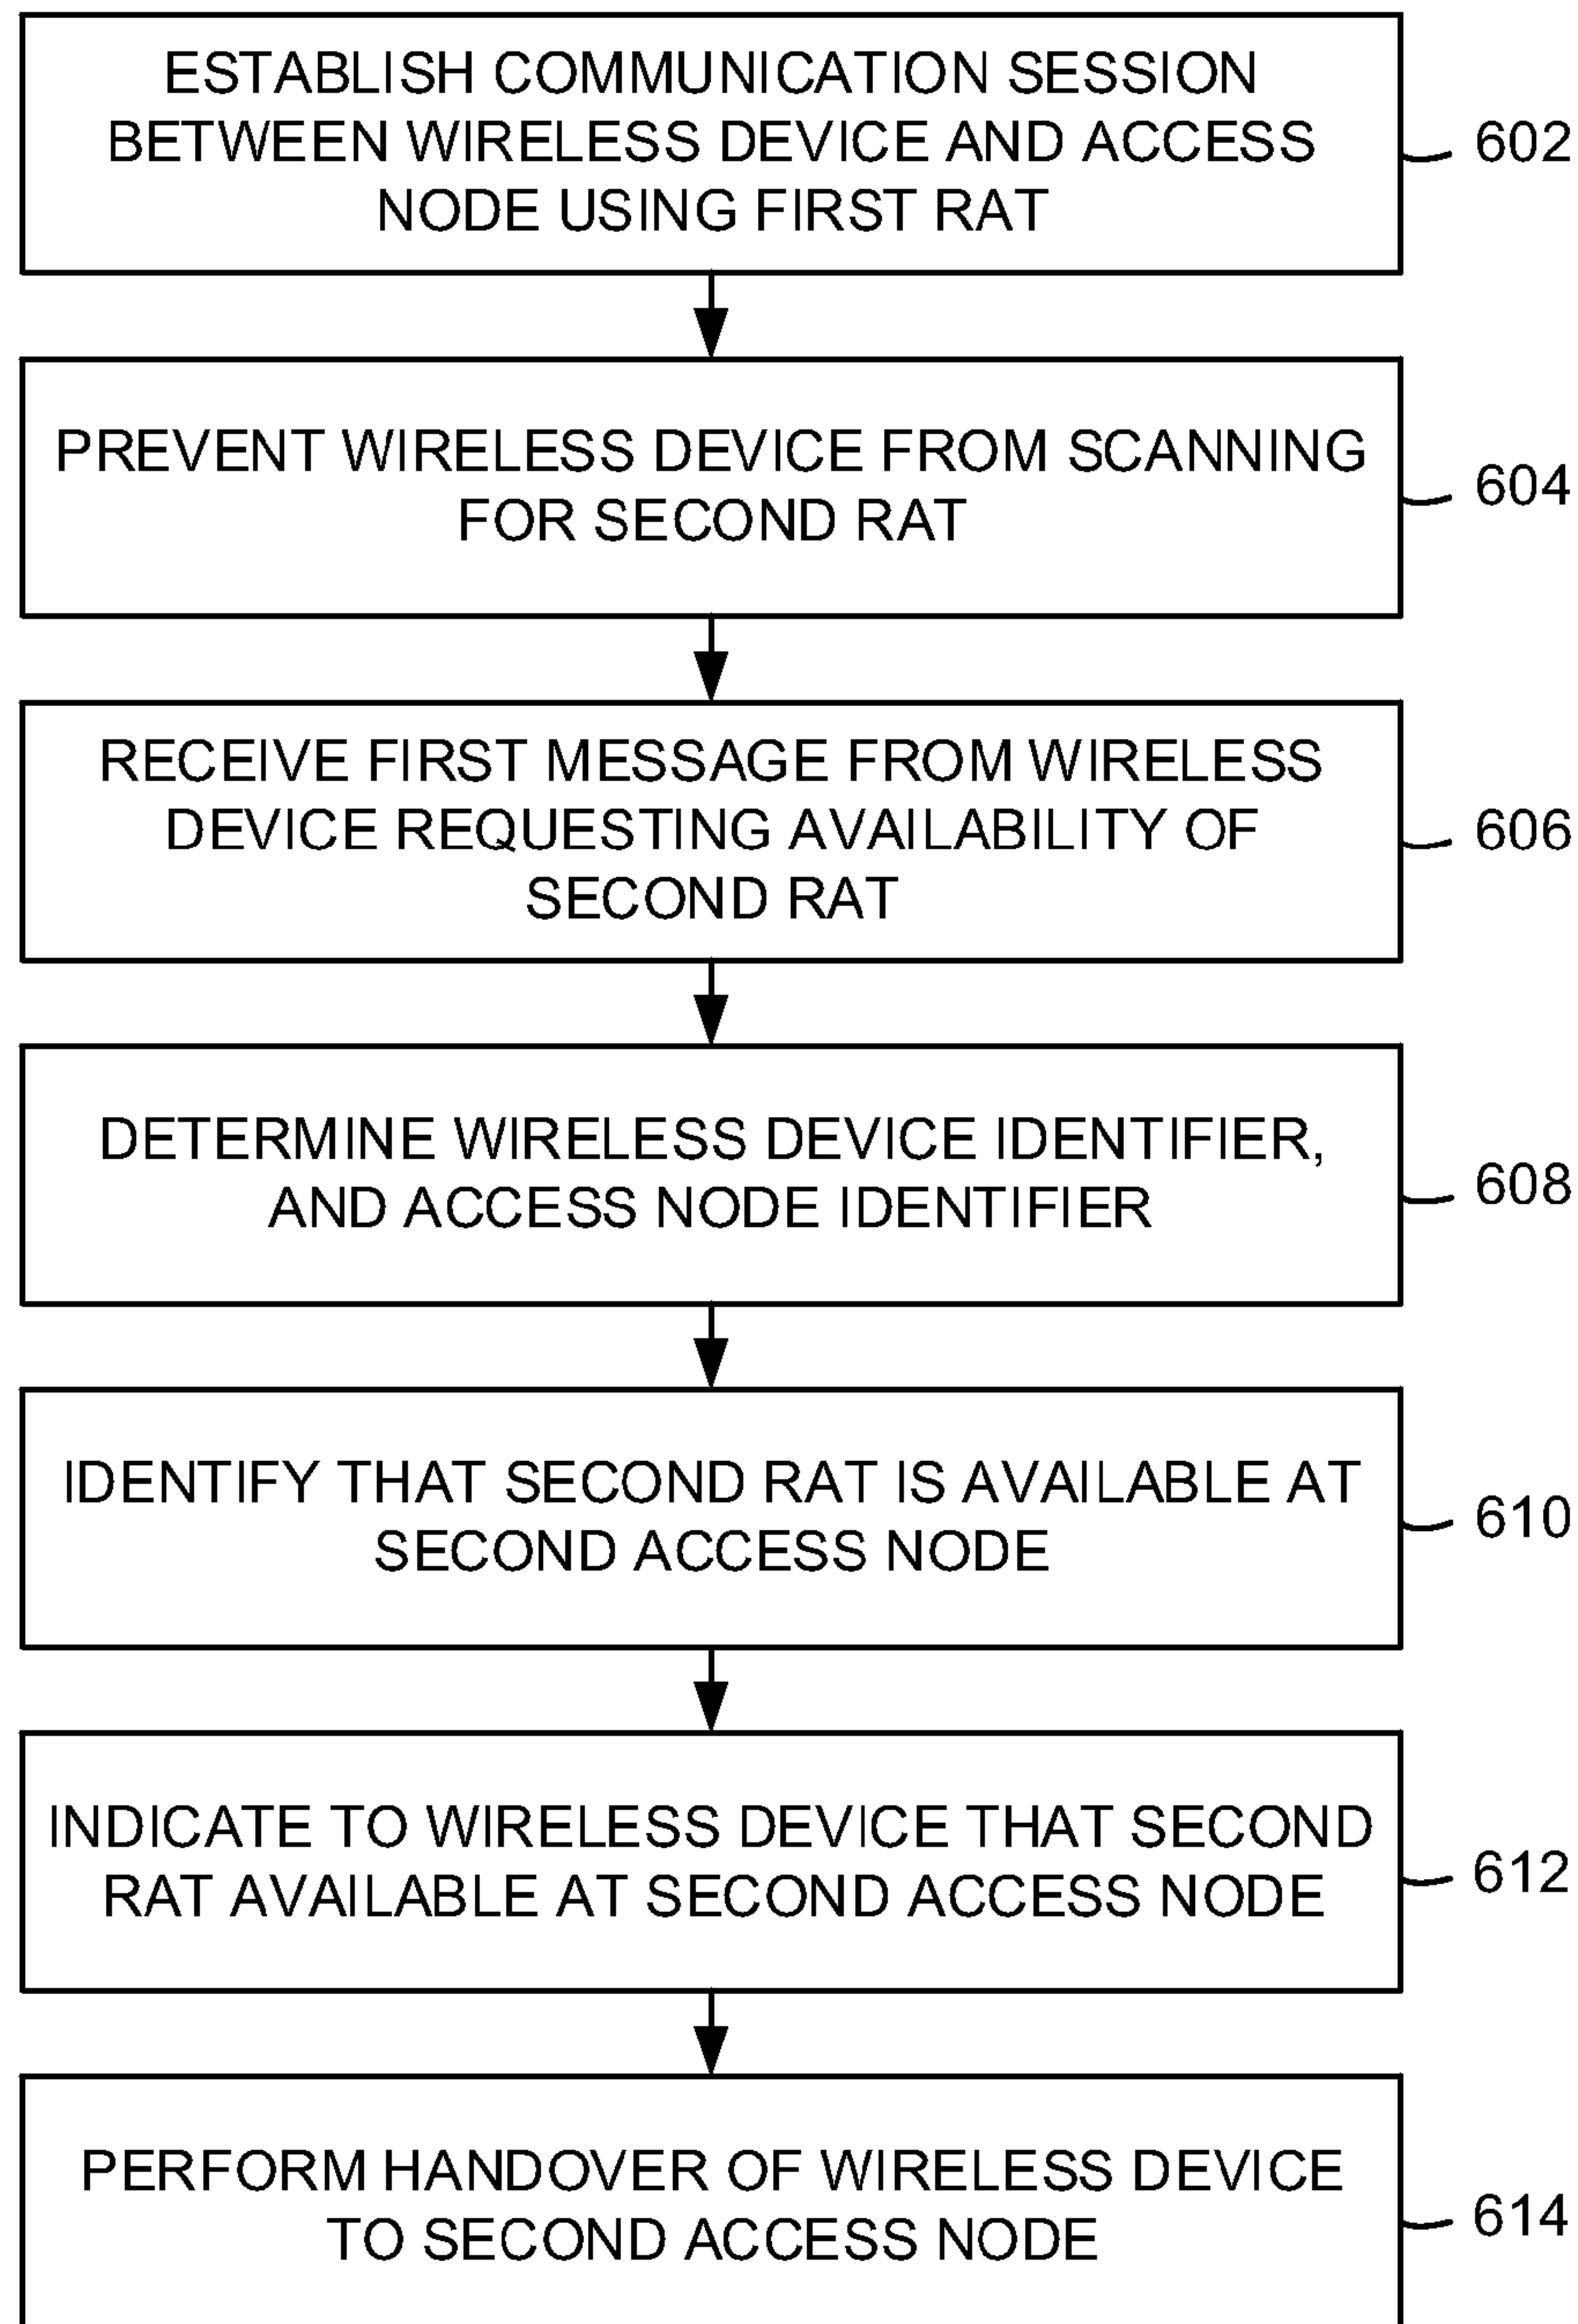 ESTABLISH COMMUNICATION SESSION
BETWEEN WIRELESS DEVICE AND ACCESS
NODE USING FIRST RAT
602
PREVENT WIRELESS DEVICE FROM SCANNING
FOR SECOND RAT
604
RECEIVE FIRST MESSAGE FROM WIRELESS
DEVICE REQUESTING AVAILABILITY OF
SECOND RAT
606
DETERMINE WIRELESS DEVICE IDENTIFIER,
AND ACCESS NODE IDENTIFIER
608
IDENTIFY THAT SECOND RAT IS AVAILABLE AT
SECOND ACCESS NODE
610
INDICATE TO WIRELESS DEVICE THAT SECOND
RAT AVAILABLE AT SECOND ACCESS NODE
612
PERFORM HANDOVER OF WIRELESS DEVICE
TO SECOND ACCESS NODE
614